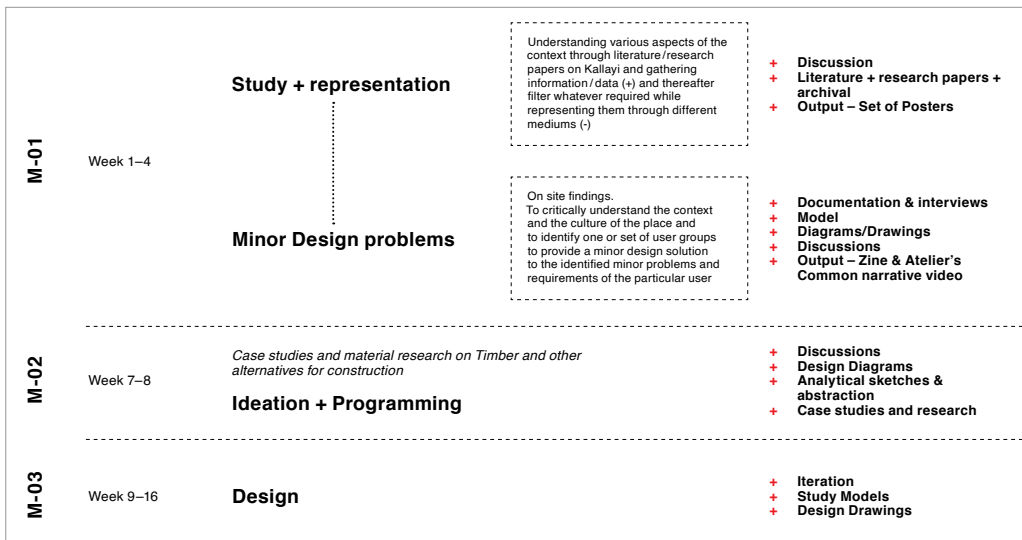 M-01
Week 1–4
Study + representation
Understanding various aspects of the
context through literature/research
papers on Kallayi and gathering
information/data (+) and thereafter
filter whatever required while
representing them through different
mediums (-)
+ Discussion
+ Literature + research papers +
archival
+ Output – Set of Posters
Minor Design problems
On site findings.
To critically understand the context
and the culture of the place and
to identify one or set of user groups
to provide a minor design solution
to the identified minor problems and
requirements of the particular user
+ Documentation & interviews
+ Model
+ Diagrams/Drawings
+ Discussions
+ Output – Zine & Atelier’s
Common narrative video
M-02
Week 7–8
Case studies and material research on Timber and other
alternatives for construction
Ideation + Programming
+ Discussions
+ Design Diagrams
+ Analytical sketches &
abstraction
+ Case studies and research
M-03
Week 9–16
Design
+ Iteration
+ Study Models
+ Design Drawings